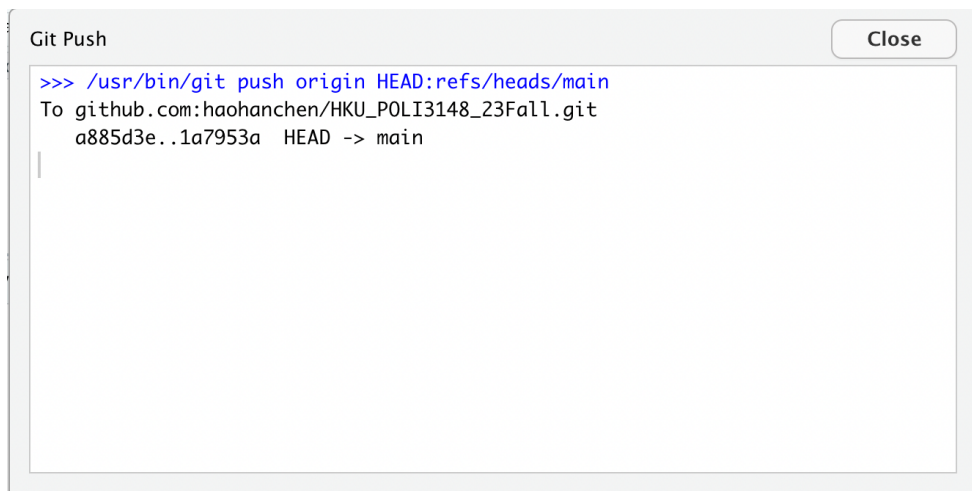 Git Push
Close
>>> /usr/bin/git push origin HEAD:refs/heads/main
To github.com:haohanchen/HKU_POLI3148_23Fall.git
a885d3e..1a7953a  HEAD -> main